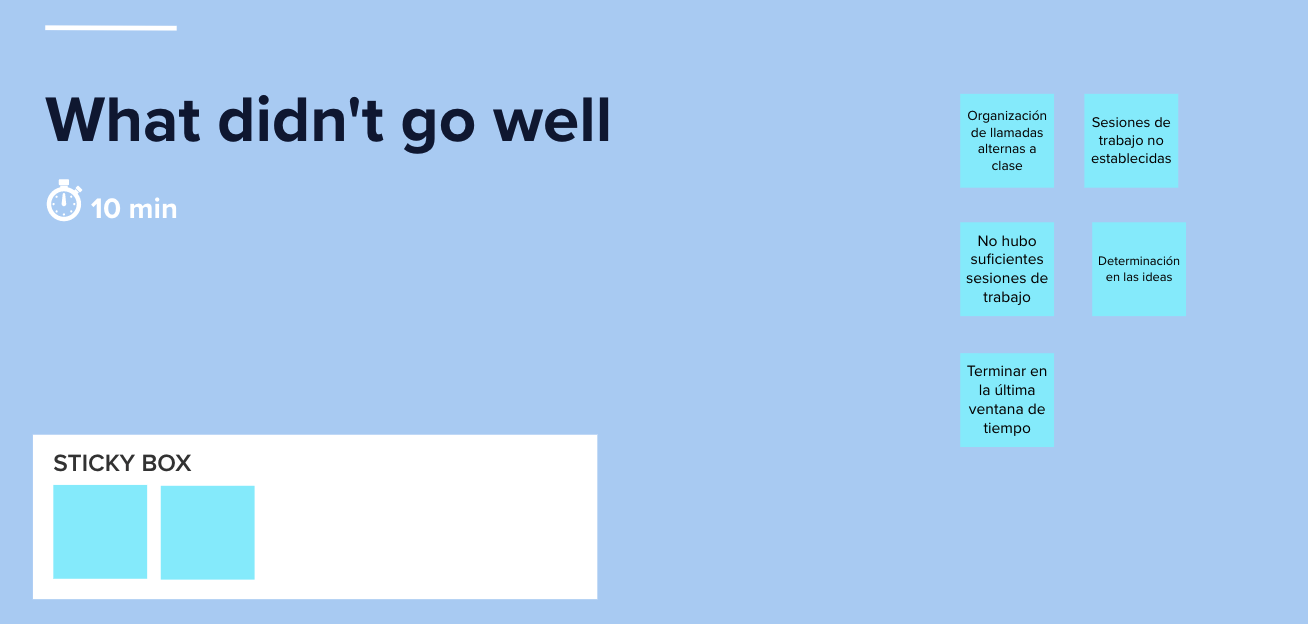 What didn't go well
10 min
Organización
de llamadas
alternas a
clase
Sesiones de
trabajo no
establecidas
No hubo
suficientes
sesiones de
trabajo
Determinación
en las ideas
Terminar en
la última
ventana de
tiempo
STICKY BOX